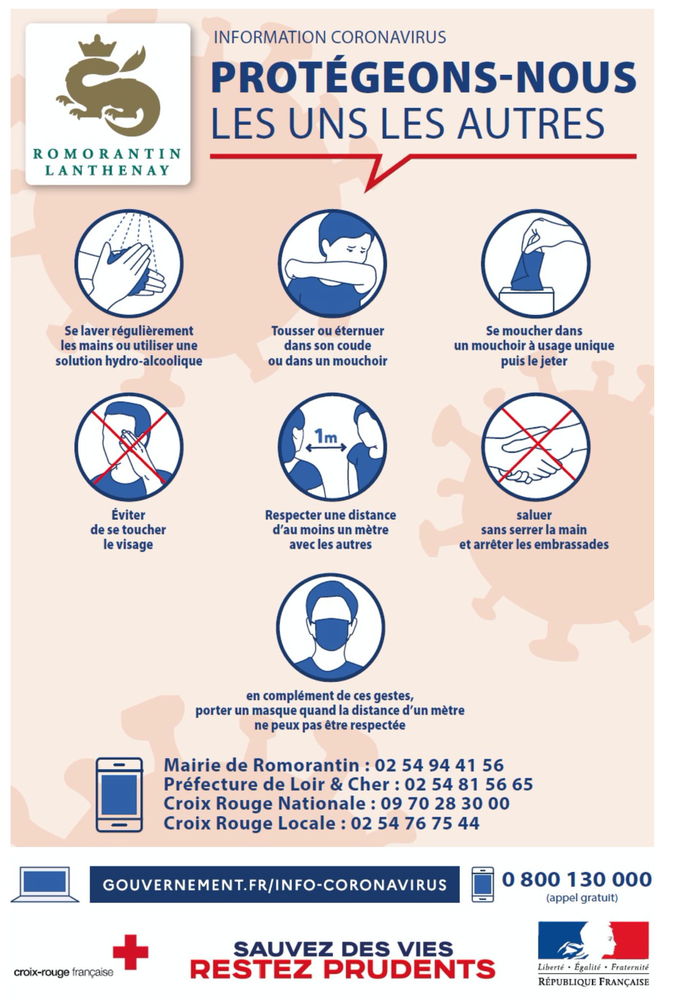 ROMORANTIN
LANTHENAY
INFORMATION CORONAVIRUS
PROTÉGEONS-NOUS
LES UNS LES AUTRES
Se laver régulièrement
les mains ou utiliser une
solution hydro-alcoolique
Tousser ou éternuer
dans son coude
ou dans un mouchoir
Se moucher dans
un mouchoir à usage unique
puis le jeter
1m
Éviter
de se toucher
le visage
Respecter une distance
d'au moins un mètre
avec les autres
saluer
sans serrer la main
et arrêter les embrassades
en complément de ces gestes,
porter un masque quand la distance d'un mètre
ne peux pas être respectée
Mairie de Romorantin : 02 54 94 41 56
Préfecture de Loir & Cher : 02 54 81 56 65
Croix Rouge Nationale : 09 70 28 30 00
Croix Rouge Locale : 02 54 76 75 44
GOUVERNEMENT.FR/INFO-CORONAVIRUS
0 800 130 000
(appel gratuit)
croix-rouge française
SAUVEZ DES VIES
RESTEZ PRUDENTS
Liberté • Égalité • Fraternité
RÉPUBLIQUE FRANÇAISE